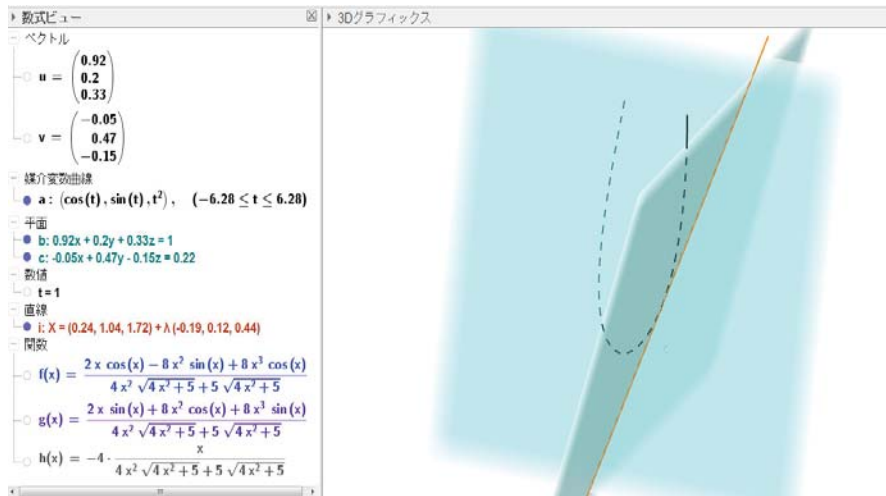 数式ビュー
3Dグラフィックス
ベクトル
u = (0.92 0.2 0.33)
v = (−0.05 0.47 −0.15)
媒介変数曲線
a : (cos(t), sin(t), t²), (−6.28 ≤ t ≤ 6.28)
平面
b: 0.92x + 0.2y + 0.33z = 1
c: -0.05x + 0.47y - 0.15z = 0.22
数値
t = 1
直線
i: X = (0.24, 1.04, 1.72) + λ (-0.19, 0.12, 0.44)
関数
f(x) = (2 x cos(x) − 8 x² sin(x) + 8 x³ cos(x)) / (4 x² √(4 x² + 5) + 5 √(4 x² + 5))
g(x) = (2 x sin(x) + 8 x² cos(x) + 8 x³ sin(x)) / (4 x² √(4 x² + 5) + 5 √(4 x² + 5))
h(x) = −4 · x / (4 x² √(4 x² + 5) + 5 √(4 x² + 5))